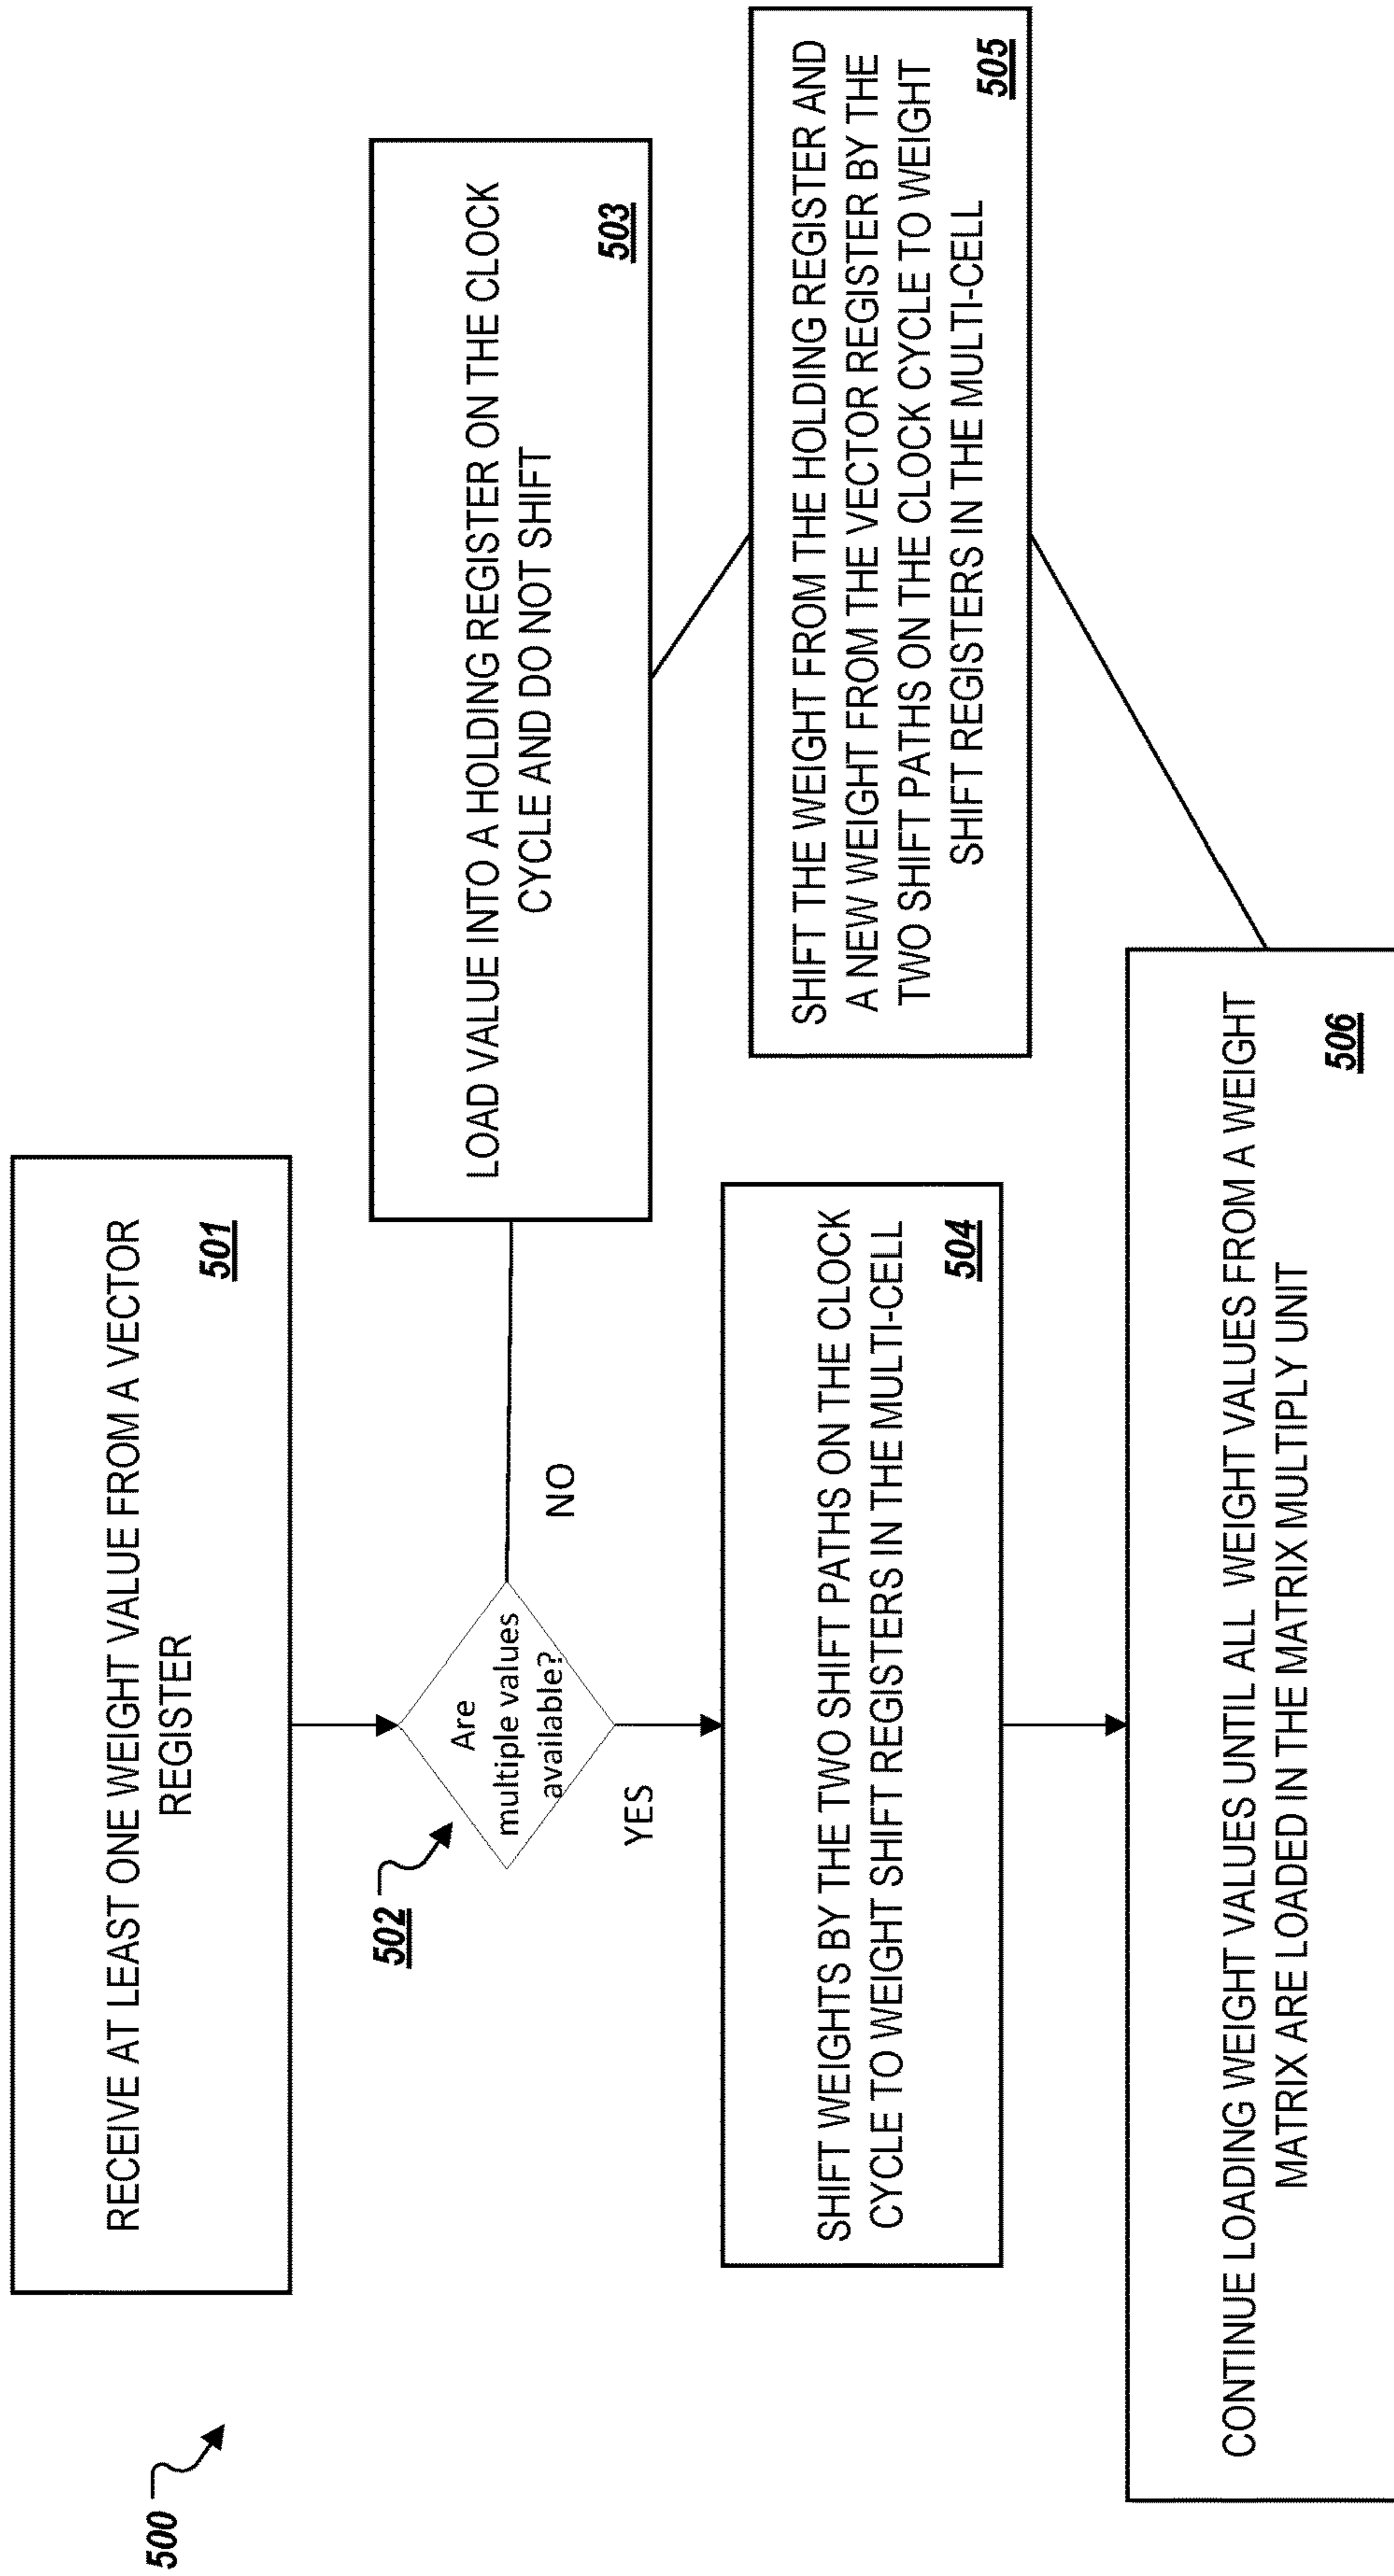 500
RECEIVE AT LEAST ONE WEIGHT VALUE FROM A VECTOR
REGISTER
501
502
Are
multiple values
available?
NO
YES
LOAD VALUE INTO A HOLDING REGISTER ON THE CLOCK
CYCLE AND DO NOT SHIFT
503
SHIFT WEIGHTS BY THE TWO SHIFT PATHS ON THE CLOCK
CYCLE TO WEIGHT SHIFT REGISTERS IN THE MULTI-CELL
504
SHIFT THE WEIGHT FROM THE HOLDING REGISTER AND
A NEW WEIGHT FROM THE VECTOR REGISTER BY THE
TWO SHIFT PATHS ON THE CLOCK CYCLE TO WEIGHT
SHIFT REGISTERS IN THE MULTI-CELL
505
CONTINUE LOADING WEIGHT VALUES UNTIL ALL WEIGHT VALUES FROM A WEIGHT
MATRIX ARE LOADED IN THE MATRIX MULTIPLY UNIT
506